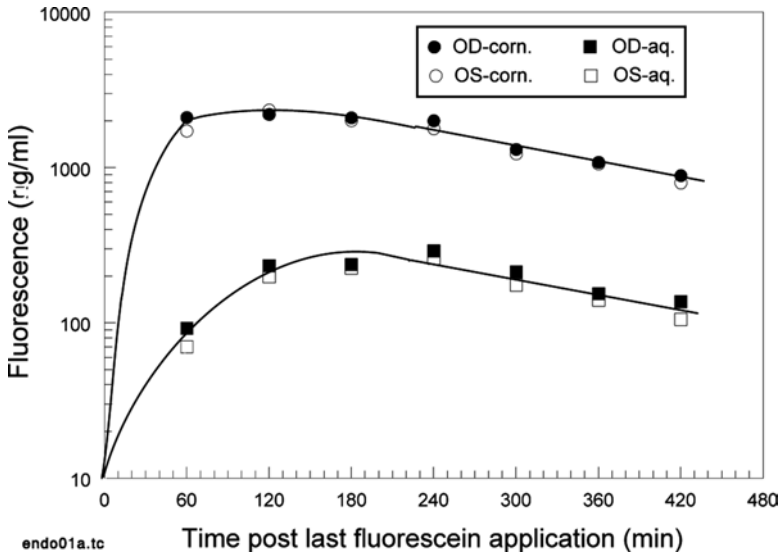 10000
1000
100
10
Fluorescence (ng/ml)
OD-corn. OD-aq.
OS-corn. OS-aq.
0 60 120 180 240 300 360 420 480
Time post last fluorescein application (min)
endo01a.tc